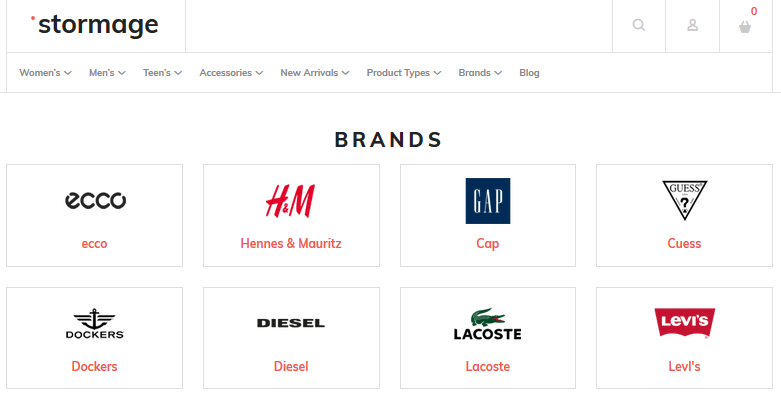 stormage
0
Women's Men's Teen's Accessories New Arrivals Product Types Brands Blog
BRANDS
ecco H&M GAP GUESS ?
ecco Hennes & Mauritz Cap Cuess
DOCKERS DIESEL LACOSTE LEVI'S
Dockers Diesel Lacoste Levl's